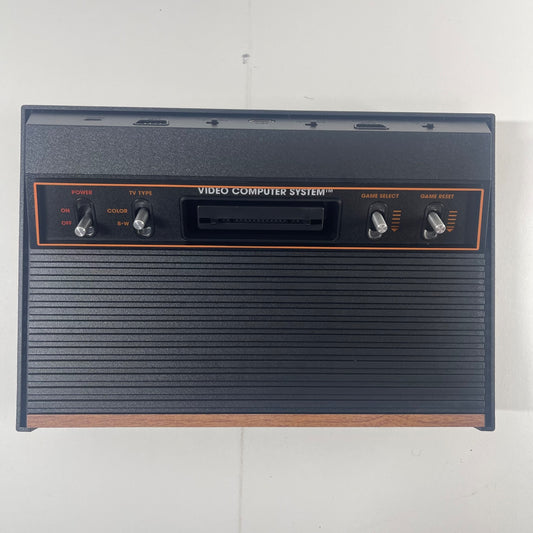 VIDEO COMPUTER SYSTEM™
POWER
ON
OFF
TV TYPE
COLOR
B•W
GAME SELECT
GAME RESET